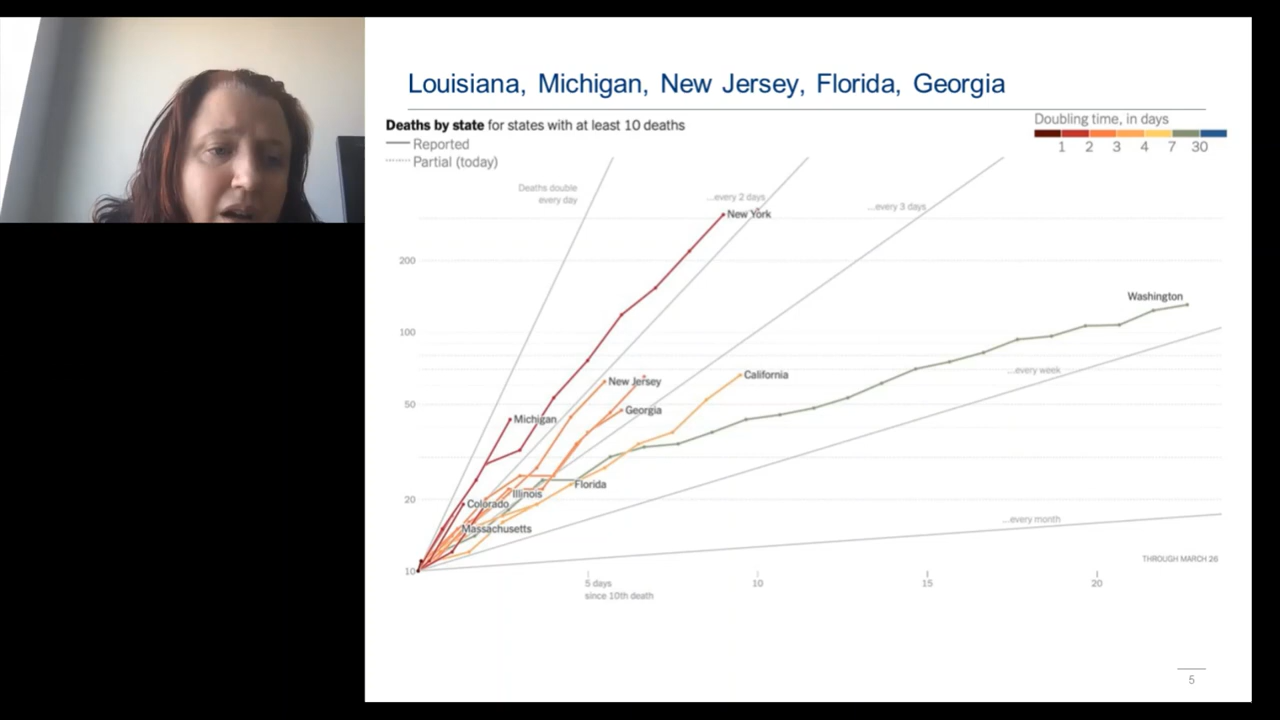 Louisiana, Michigan, New Jersey, Florida, Georgia
Deaths by state for states with at least 10 deaths
Reported
Partial (today)
Doubling time, in days
1 2 3 4 7 30
Deaths double
every day
...every 2 days
...every 3 days
New York
200
Washington
100
...every week
California
New Jersey
50
Georgia
Michigan
Florida
Illinois
20
Colorado
...every month
Massachusetts
THROUGH MARCH 26
10
5 days
since 10th death
10
15
20
5